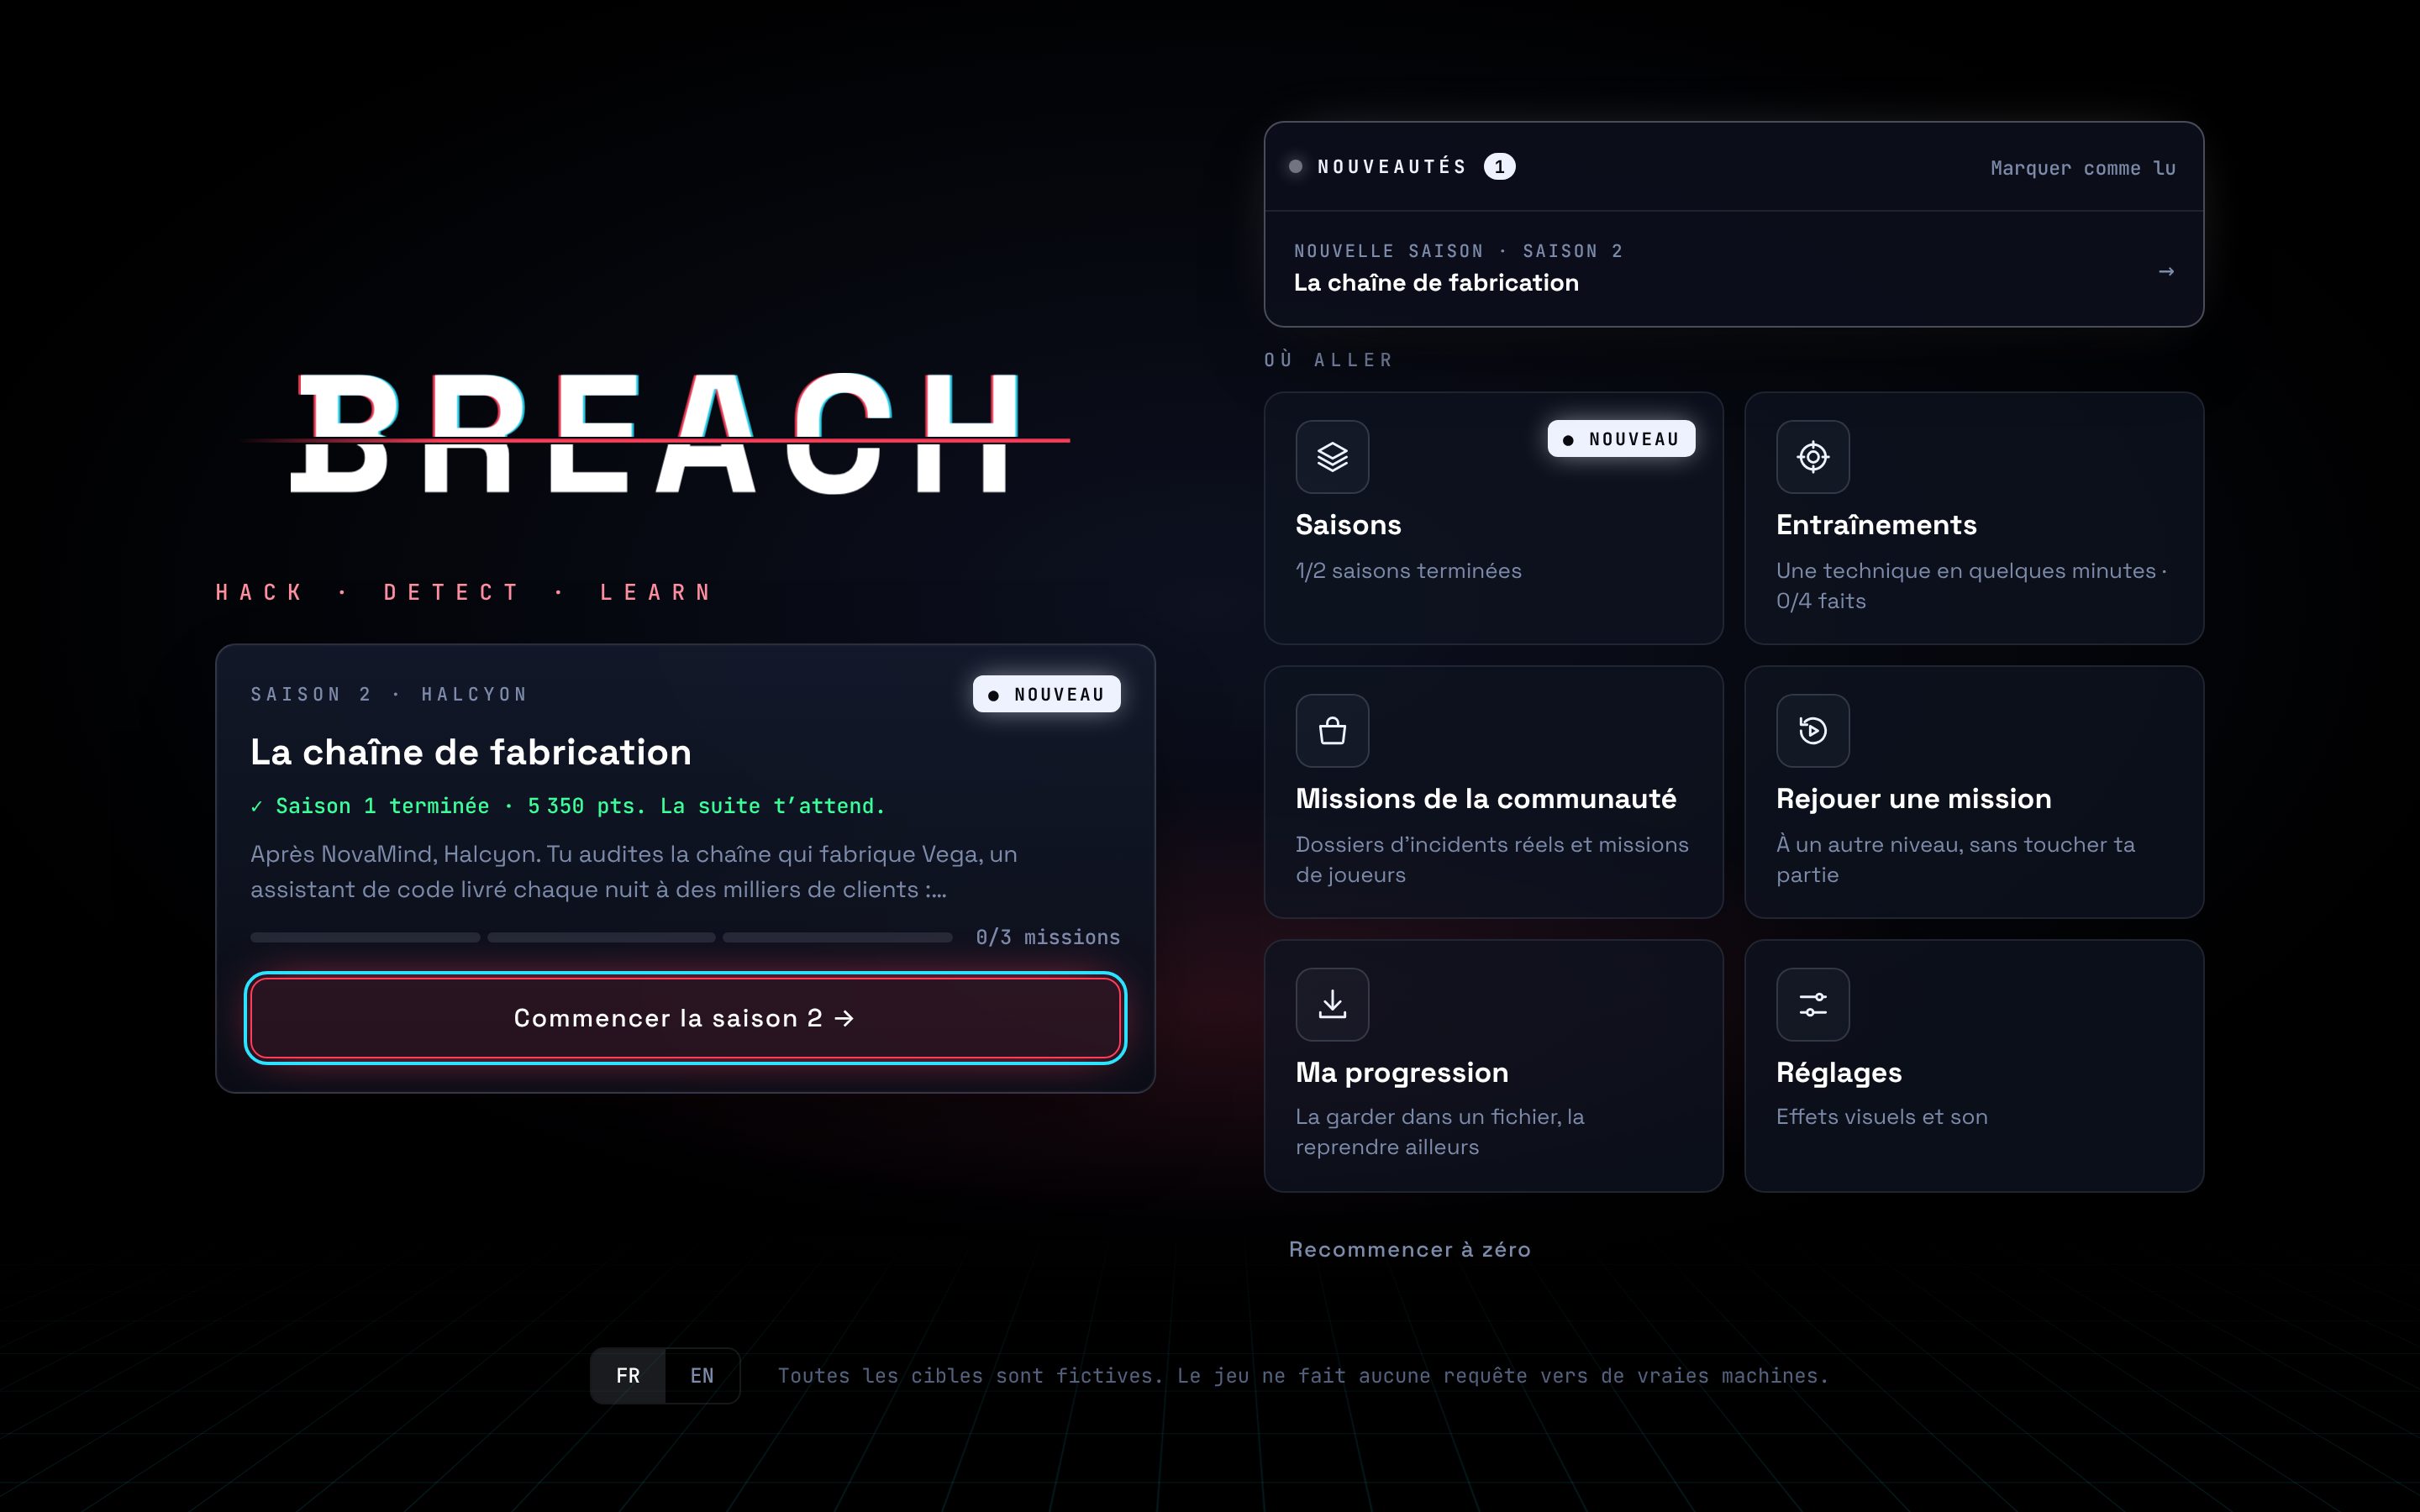 BREACH
HACK · DETECT · LEARN
SAISON 2 · HALCYON
● NOUVEAU
La chaîne de fabrication
✓ Saison 1 terminée · 5 350 pts. La suite t’attend.
Après NovaMind, Halcyon. Tu audites la chaîne qui fabrique Vega, un
assistant de code livré chaque nuit à des milliers de clients :…
0/3 missions
Commencer la saison 2 →
NOUVEAUTÉS 1
Marquer comme lu
NOUVELLE SAISON · SAISON 2
La chaîne de fabrication
→
OÙ ALLER
● NOUVEAU
Saisons
1/2 saisons terminées
Entraînements
Une technique en quelques minutes ·
0/4 faits
Missions de la communauté
Dossiers d’incidents réels et missions
de joueurs
Rejouer une mission
À un autre niveau, sans toucher ta
partie
Ma progression
La garder dans un fichier, la
reprendre ailleurs
Réglages
Effets visuels et son
Recommencer à zéro
FR EN
Toutes les cibles sont fictives. Le jeu ne fait aucune requête vers de vraies machines.